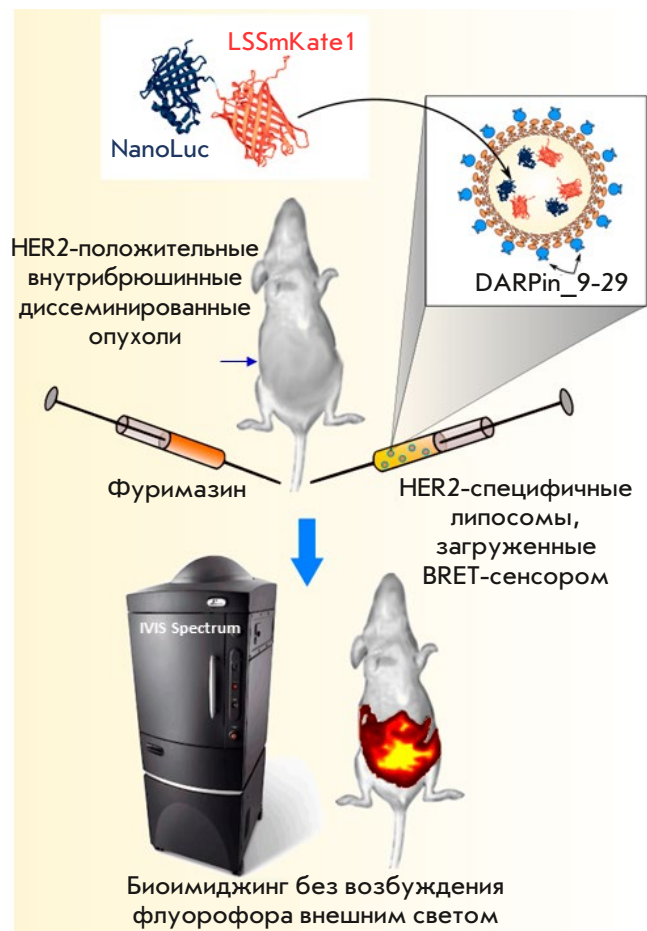 LSSmKate1
NanoLuc
DARPin_9-29
HER2-положительные
внутрибрюшинные
диссеминированные
опухоли
Фуримазин
HER2-специфичные
липосомы,
загруженные
BRET-сенсором
IVIS Spectrum
Биоимиджинг без возбуждения
флуорофора внешним светом